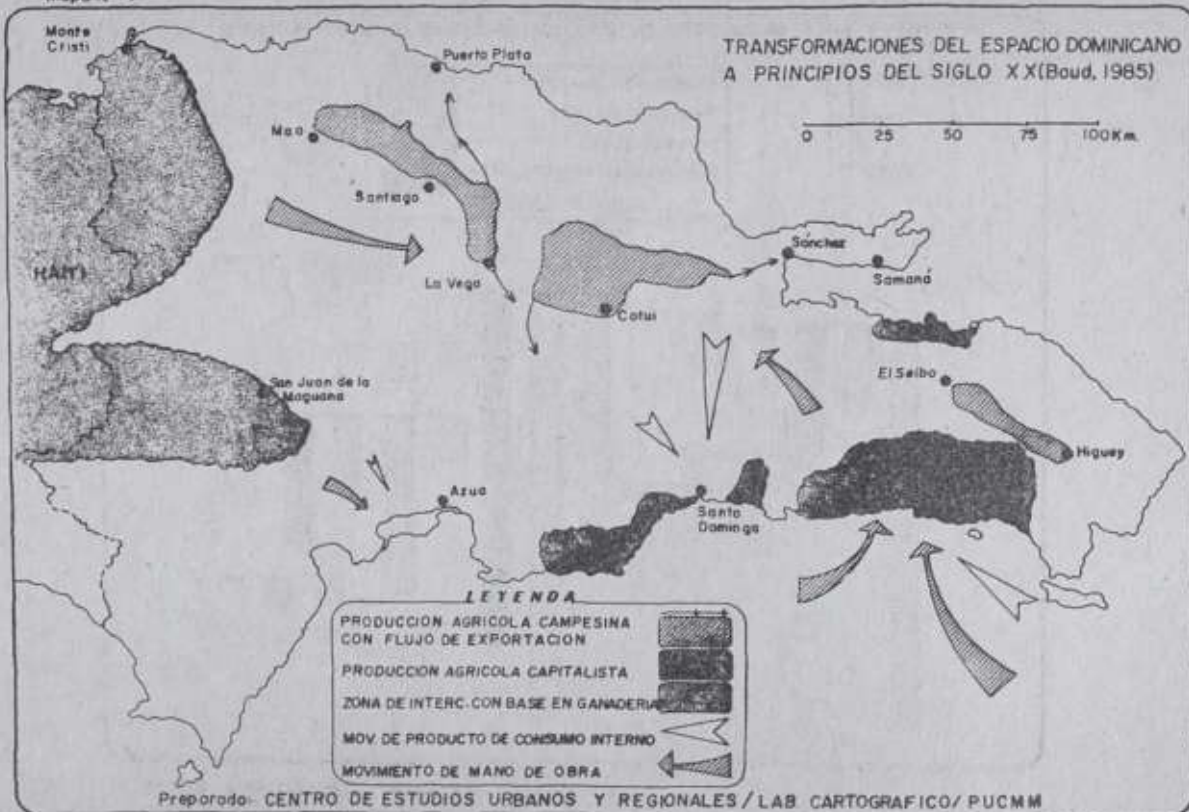 Monte
Cristi
Puerto Plata
TRANSFORMACIONES DEL ESPACIO DOMINICANO
A PRINCIPIOS DEL SIGLO XX(Baud, 1985)
0 25 50 100 Km.
Mao
Santiago
La Vega
Cotui
Sánchez
Samaná
HAITI
San Juan de la
Maguana
El Seibo
Higuey
Azua
Santo
Domingo
LEYENDA
PRODUCCION AGRICOLA CAMPESINA
CON FLUJO DE EXPORTACION
PRODUCCION AGRICOLA CAPITALISTA
ZONA DE INTERC. CON BASE EN GANADERIA
MOV. DE PRODUCTO DE CONSUMO INTERNO
MOVIMIENTO DE MANO DE OBRA
Preparado: CENTRO DE ESTUDIOS URBANOS Y REGIONALES/LAB CARTOGRAFICO/PUCMM